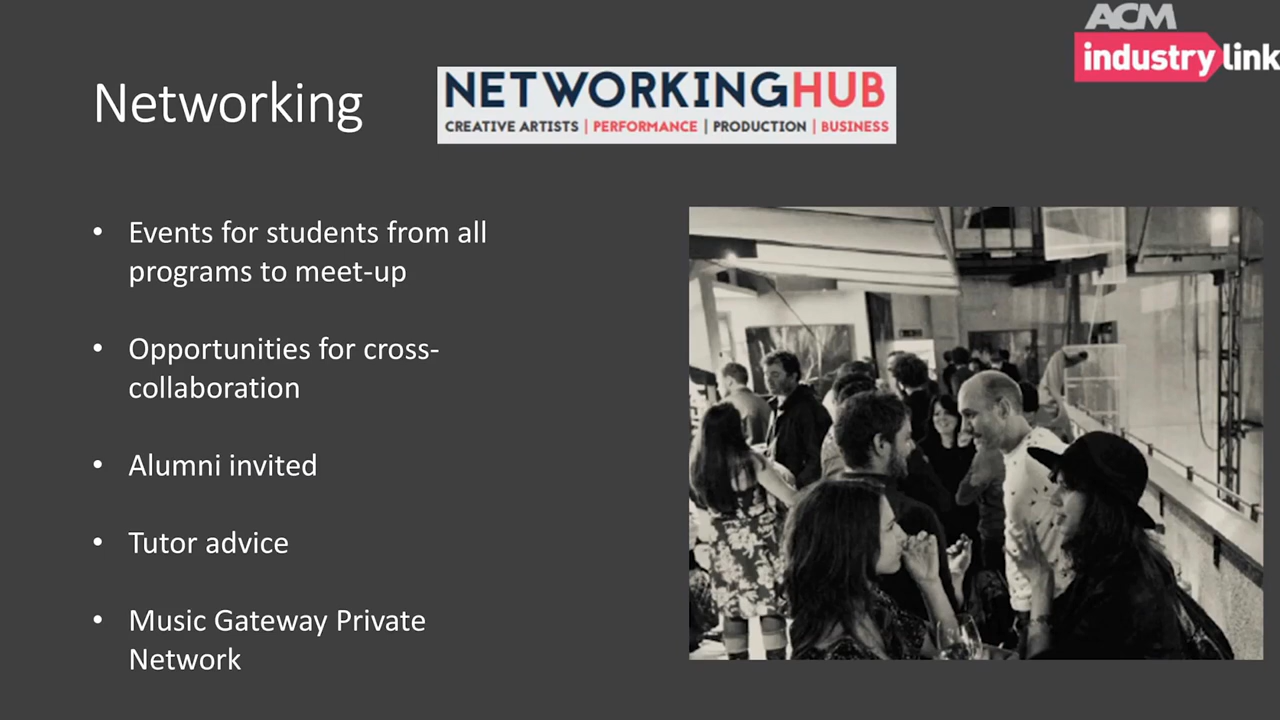 ACM
industry link
Networking
NETWORKINGHUB
CREATIVE ARTISTS | PERFORMANCE | PRODUCTION | BUSINESS
• Events for students from all
programs to meet-up
• Opportunities for cross-
collaboration
• Alumni invited
• Tutor advice
• Music Gateway Private
Network